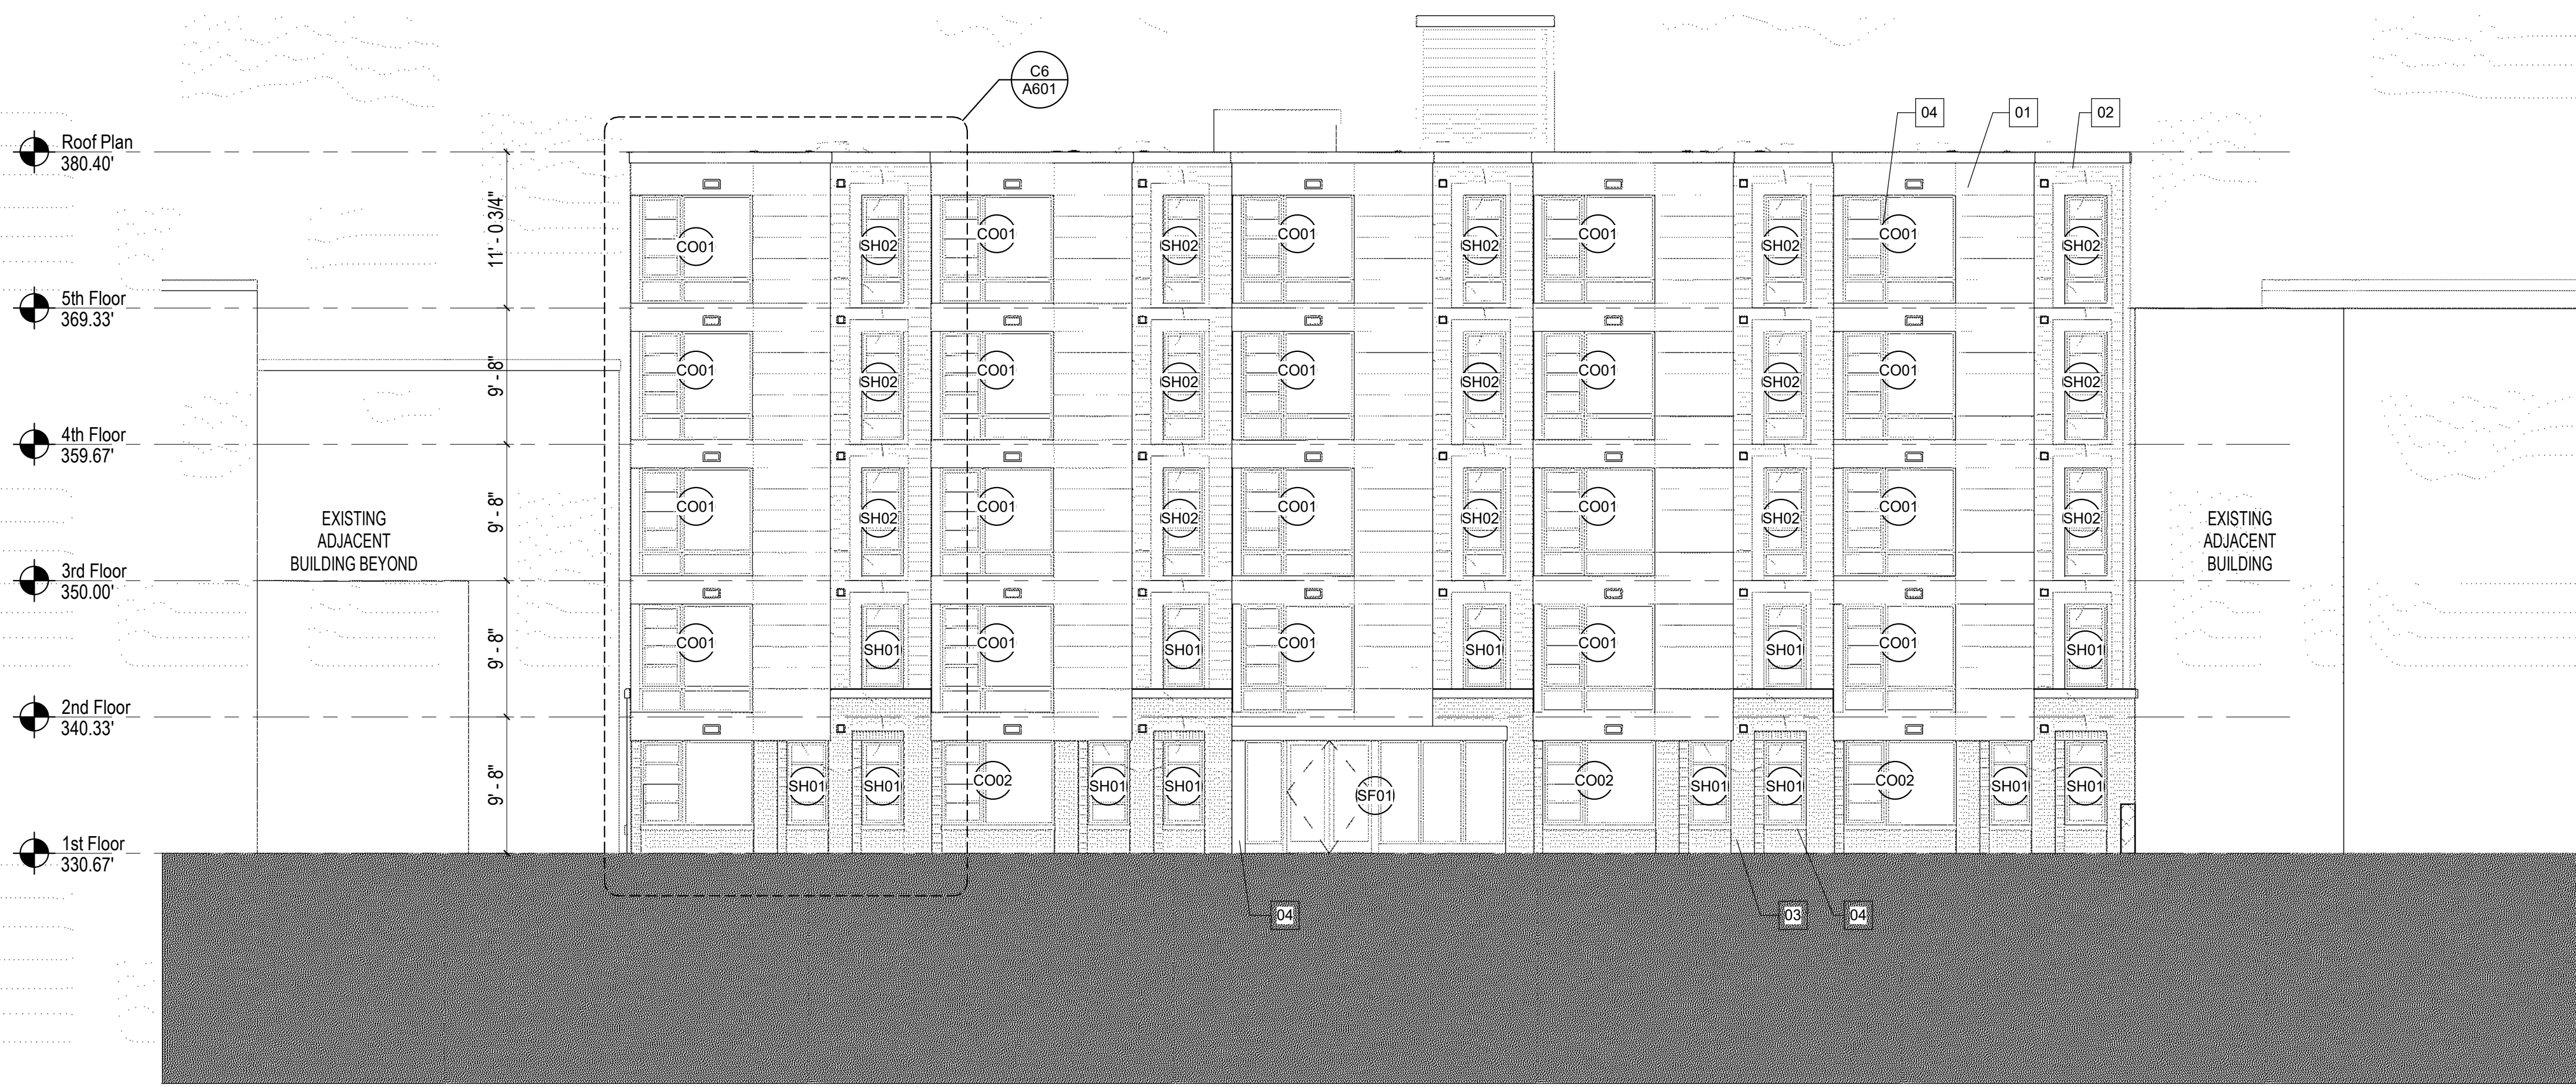 C6
A601
04
01
02
Roof Plan
380.40'
11' - 0 3/4"
CO01
SH02
CO01
SH02
CO01
SH02
CO01
SH02
CO01
SH02
5th Floor
369.33'
9' - 8"
CO01
SH02
CO01
SH02
CO01
SH02
CO01
SH02
CO01
SH02
4th Floor
359.67'
9' - 8"
CO01
SH02
CO01
SH02
CO01
SH02
CO01
SH02
CO01
SH02
EXISTING
ADJACENT
BUILDING BEYOND
EXISTING
ADJACENT
BUILDING
3rd Floor
350.00'
9' - 8"
CO01
SH01
CO01
SH01
CO01
SH01
CO01
SH01
CO01
SH01
2nd Floor
340.33'
9' - 8"
SH01
SH01
CO02
SH01
SH01
SF01
CO02
SH01
SH01
CO02
SH01
SH01
1st Floor
330.67'
04
03
04